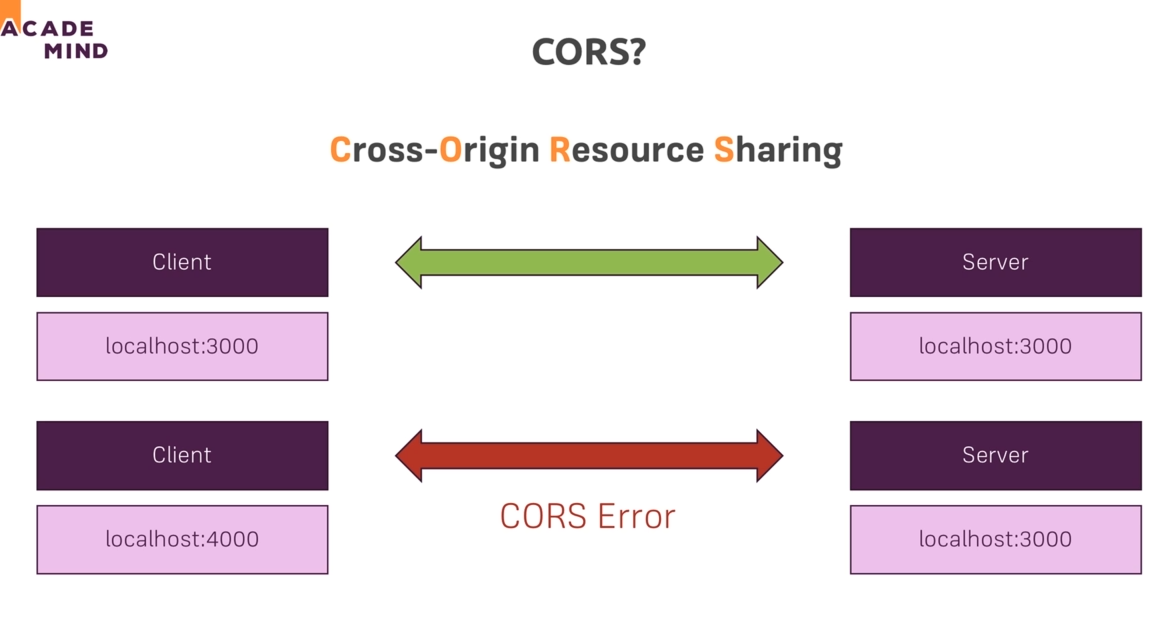 ACADE
MIND
CORS?
Cross-Origin Resource Sharing
Client
Server
localhost:3000
localhost:3000
Client
Server
CORS Error
localhost:4000
localhost:3000